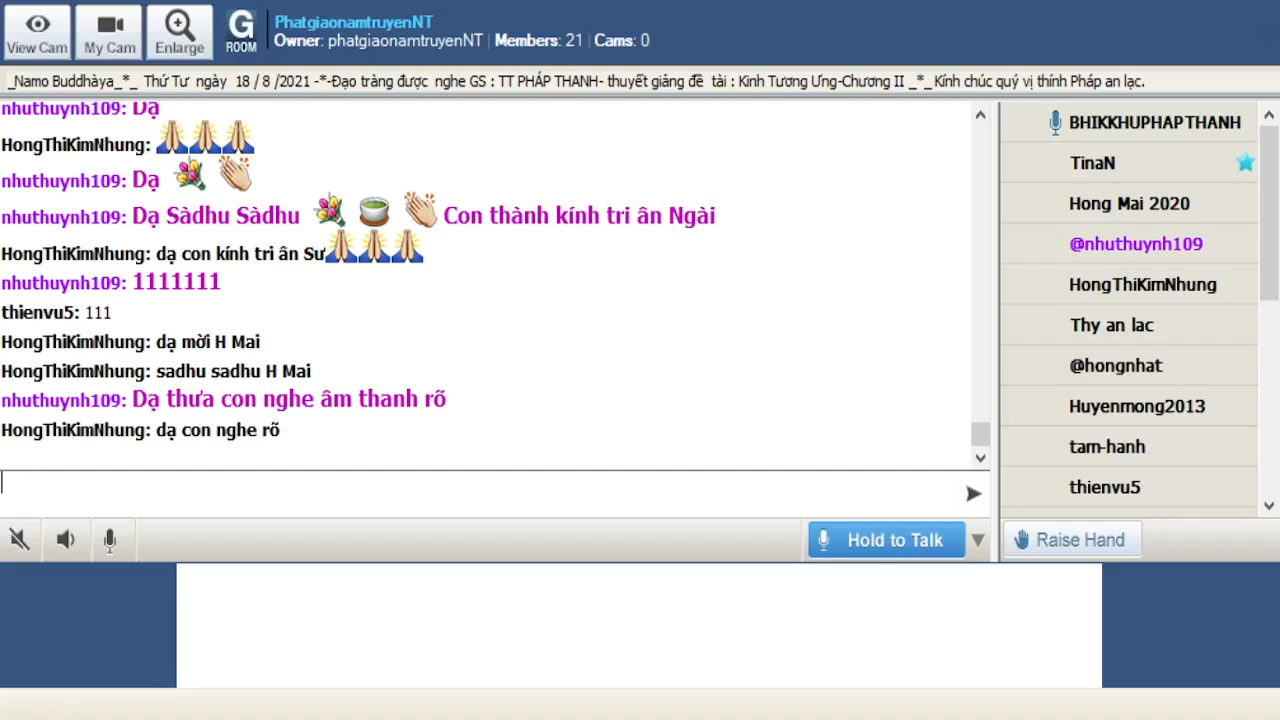 View Cam
My Cam
Enlarge
G
ROOM
PhatgiaonamtruyenNT
Owner: phatgiaonamtruyenNT | Members: 21 | Cams: 0
_Namo Buddhàya_*_ Thứ Tư ngày 18 / 8 /2021 -*-Đạo tràng được nghe GS : TT PHÁP THANH- thuyết giảng đề tài : Kinh Tương Ưng-Chương II _*_ Kính chúc quý vị thính Pháp an lạc.
nhuthuynh109: Dạ
HongThiKimNhung:
nhuthuynh109: Dạ
nhuthuynh109: Dạ Sàdhu Sàdhu Con thành kính tri ân Ngài
HongThiKimNhung: dạ con kính tri ân Sư
nhuthuynh109: 1111111
thienvu5: 111
HongThiKimNhung: dạ mời H Mai
HongThiKimNhung: sadhu sadhu H Mai
nhuthuynh109: Dạ thưa con nghe âm thanh rõ
HongThiKimNhung: dạ con nghe rõ
Hold to Talk
BHIKKHUPHAPTHANH
TinaN
Hong Mai 2020
@nhuthuynh109
HongThiKimNhung
Thy an lac
@hongnhat
Huyenmong2013
tam-hanh
thienvu5
Raise Hand